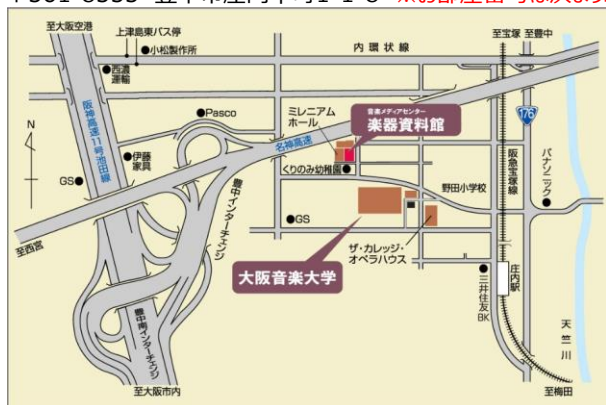 至大阪空港
上津島東バス停
小松製作所
内環状線
至宝塚
至豊中
西濃
運輸
176
Pasco
ミレニアム
ホール
音楽メディアセンター
楽器資料館
N
阪神高速11号池田線
名神高速
伊藤
家具
くりのみ幼稚園
野田小学校
阪急宝塚線
パナソニック
GS
GS
豊中インターチェンジ
至西宮
ザ・カレッジ・
オペラハウス
大阪音楽大学
庄内駅
三井住友
BK
豊中南インターチェンジ
天竺川
至大阪市内
至梅田